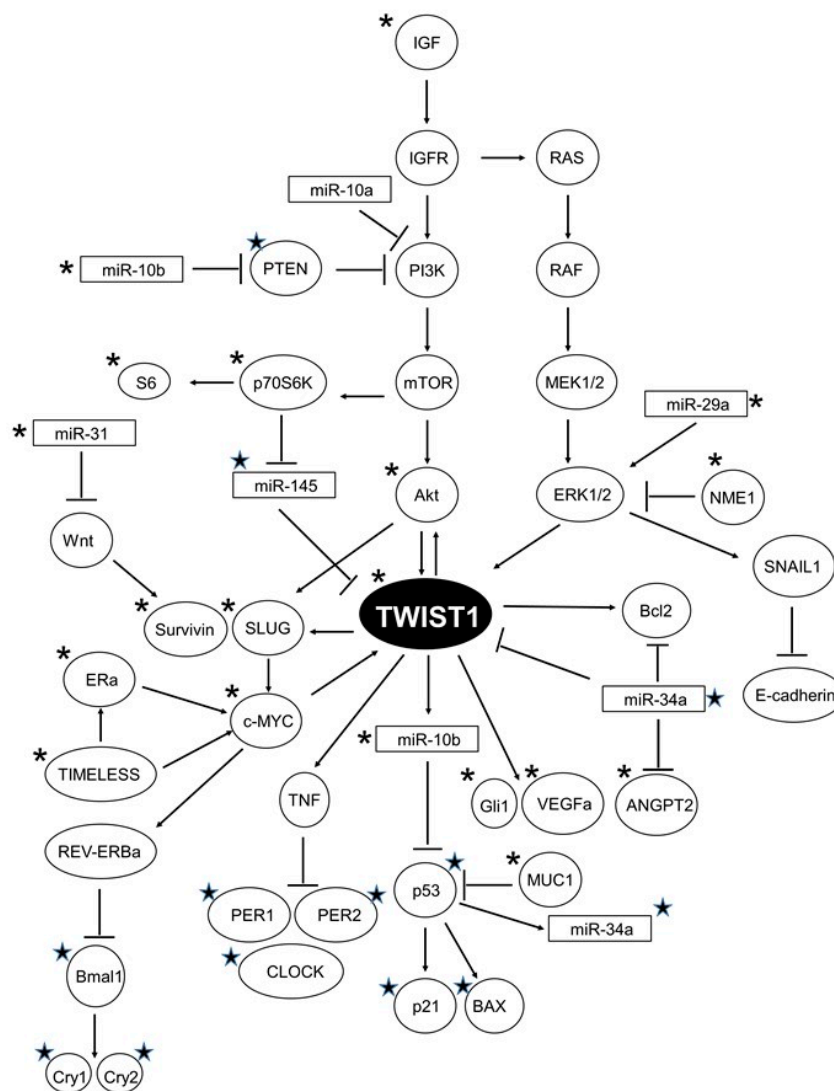 * IGF
IGFR
RAS
miR-10a
* miR-10b
PTEN
PI3K
RAF
* S6
* p70S6K
mTOR
MEK1/2
miR-29a *
* miR-31
miR-145
* Akt
ERK1/2
* NME1
Wnt
SNAIL1
* TWIST1
Bcl2
* Survivin
* SLUG
* ERa
* c-MYC
miR-34a
E-cadherin
* miR-10b
* TIMELESS
TNF
* Gli1
* VEGFa
* ANGPT2
REV-ERBa
p53
* MUC1
PER1
PER2
miR-34a
CLOCK
Bmal1
p21
BAX
Cry1
Cry2